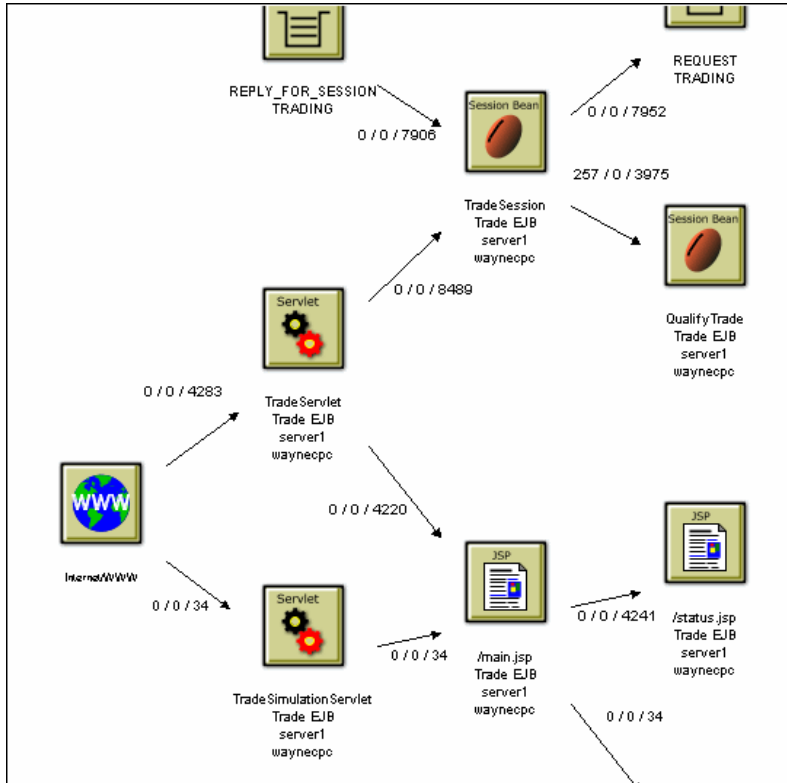 REPLY_FOR_SESSION
TRADING
REQUEST
TRADING
0 / 0 / 7906
Session Bean
0 / 0 / 7952
257 / 0 / 3975
TradeSession
Trade EJB
server1
waynecpc
Session Bean
0 / 0 / 8489
Servlet
QualifyTrade
Trade EJB
server1
waynecpc
0 / 0 / 4283
TradeServlet
Trade EJB
server1
waynecpc
WWW
Internet/WWW
0 / 0 / 4220
JSP
JSP
0 / 0 / 34
Servlet
0 / 0 / 4241
/status.jsp
Trade EJB
server1
waynecpc
0 / 0 / 34
/main.jsp
Trade EJB
server1
waynecpc
TradeSimulationServlet
Trade EJB
server1
waynecpc
0 / 0 / 34